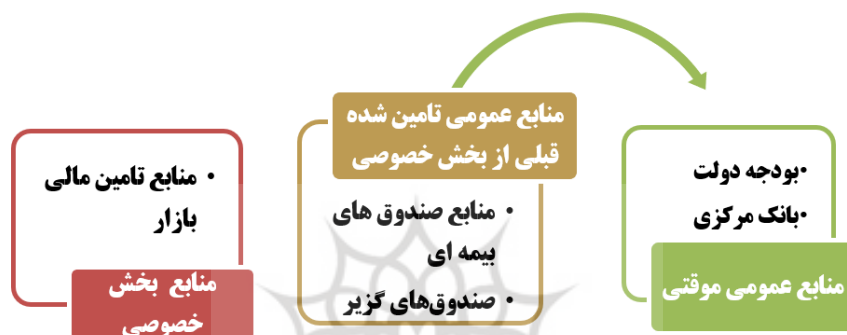 •بودجه دولت
•بانک مرکزی
منابع عمومی موقتی
منابع عمومی تامین شده
قبلی از بخش خصوصی
• منابع صندوق های
بیمه ای
• صندوق‌های گزیر
• منابع تامین مالی
بازار
منابع بخش
خصوصی